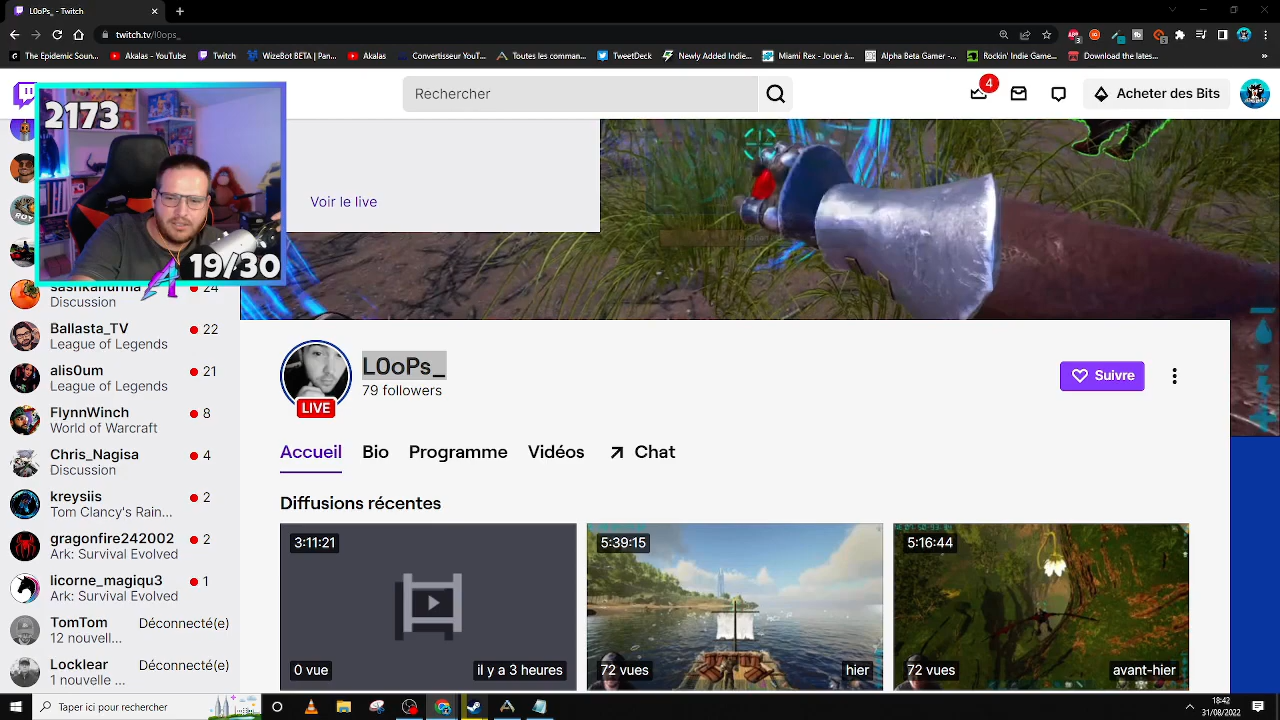 L0oPs_ - Twitch
twitch.tv/l0ops_
The Epidemic Soun...
Akalas - YouTube
Twitch
WizeBot BETA | Pan...
Akalas
Convertisseur YouT...
Toutes les comman...
TweetDeck
Newly Added Indie...
Miami Rex - Jouer à...
Alpha Beta Gamer -...
Rockin' Indie Game...
Download the lates...
Rechercher
4
Acheter des Bits
2173
19/30
Voir le live
24
Discussion
Ballasta_TV
22
League of Legends
alis0um
21
League of Legends
FlynnWinch
8
World of Warcraft
Chris_Nagisa
4
Discussion
kreysiis
2
Tom Clancy's Rain...
gragonfire242002
2
Ark: Survival Evolved
licorne_magiqu3
1
Ark: Survival Evolved
TomTom
Déconnecté(e)
12 nouvell...
Locklear
Déconnecté(e)
1 nouvelle ...
L0oPs_
79 followers
LIVE
Suivre
Accueil
Bio
Programme
Vidéos
Chat
Diffusions récentes
3:11:21
0 vue
il y a 3 heures
5:39:15
72 vues
hier
5:16:44
72 vues
avant-hier
Taper ici pour rechercher
18:42
31/08/2022